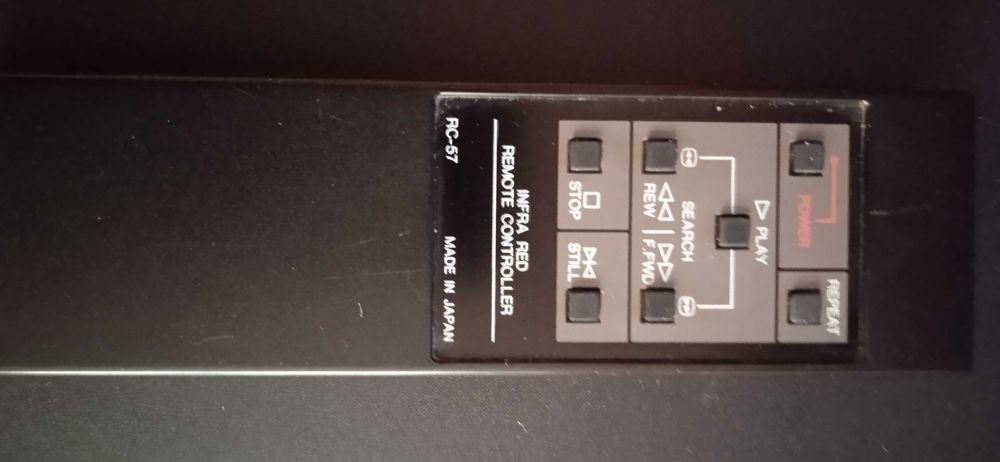 POWER
REPEAT
▷ PLAY
SEARCH
◁◁ ▷▷
REW | F.FWD
□
STOP
STILL
INFRA RED
REMOTE CONTROLLER
RC-57 MADE IN JAPAN